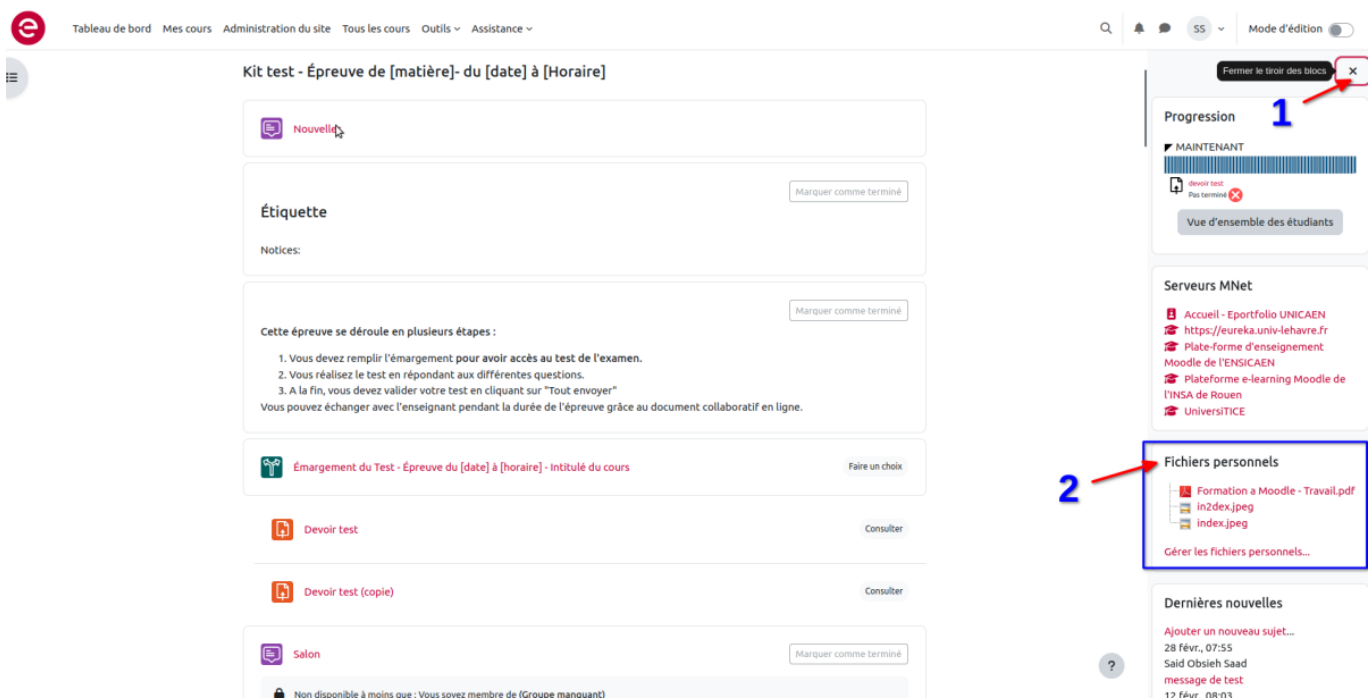 Tableau de bord Mes cours Administration du site Tous les cours Outils Assistance SS Mode d'édition
Kit test - Épreuve de [matière]- du [date] à [Horaire]
Nouvelle
Marquer comme terminé
Étiquette
Notices:
Marquer comme terminé
Cette épreuve se déroule en plusieurs étapes :
1. Vous devez remplir l'émargement pour avoir accès au test de l'examen.
2. Vous réalisez le test en répondant aux différentes questions.
3. A la fin, vous devez valider votre test en cliquant sur "Tout envoyer"
Vous pouvez échanger avec l'enseignant pendant la durée de l'épreuve grâce au document collaboratif en ligne.
Émargement du Test - Épreuve du [date] à [horaire] - Intitulé du cours Faire un choix
Devoir test Consulter
Devoir test (copie) Consulter
Salon Marquer comme terminé
Non disponible à moins que : Vous soyez membre de (Groupe manquant)
?
Fermer le tiroir des blocs
1
Progression
MAINTENANT
devoir test
Pas terminé
Vue d'ensemble des étudiants
Serveurs MNet
Accueil - Eportfolio UNICAEN
https://eureka.univ-lehavre.fr
Plate-forme d'enseignement
Moodle de l'ENSICAEN
Plateforme e-learning Moodle de
l'INSA de Rouen
UniversiTICE
2
Fichiers personnels
Formation a Moodle - Travail.pdf
in2dex.jpeg
index.jpeg
Gérer les fichiers personnels...
Dernières nouvelles
Ajouter un nouveau sujet...
28 févr., 07:55
Said Obsieh Saad
message de test
12 févr., 08:03